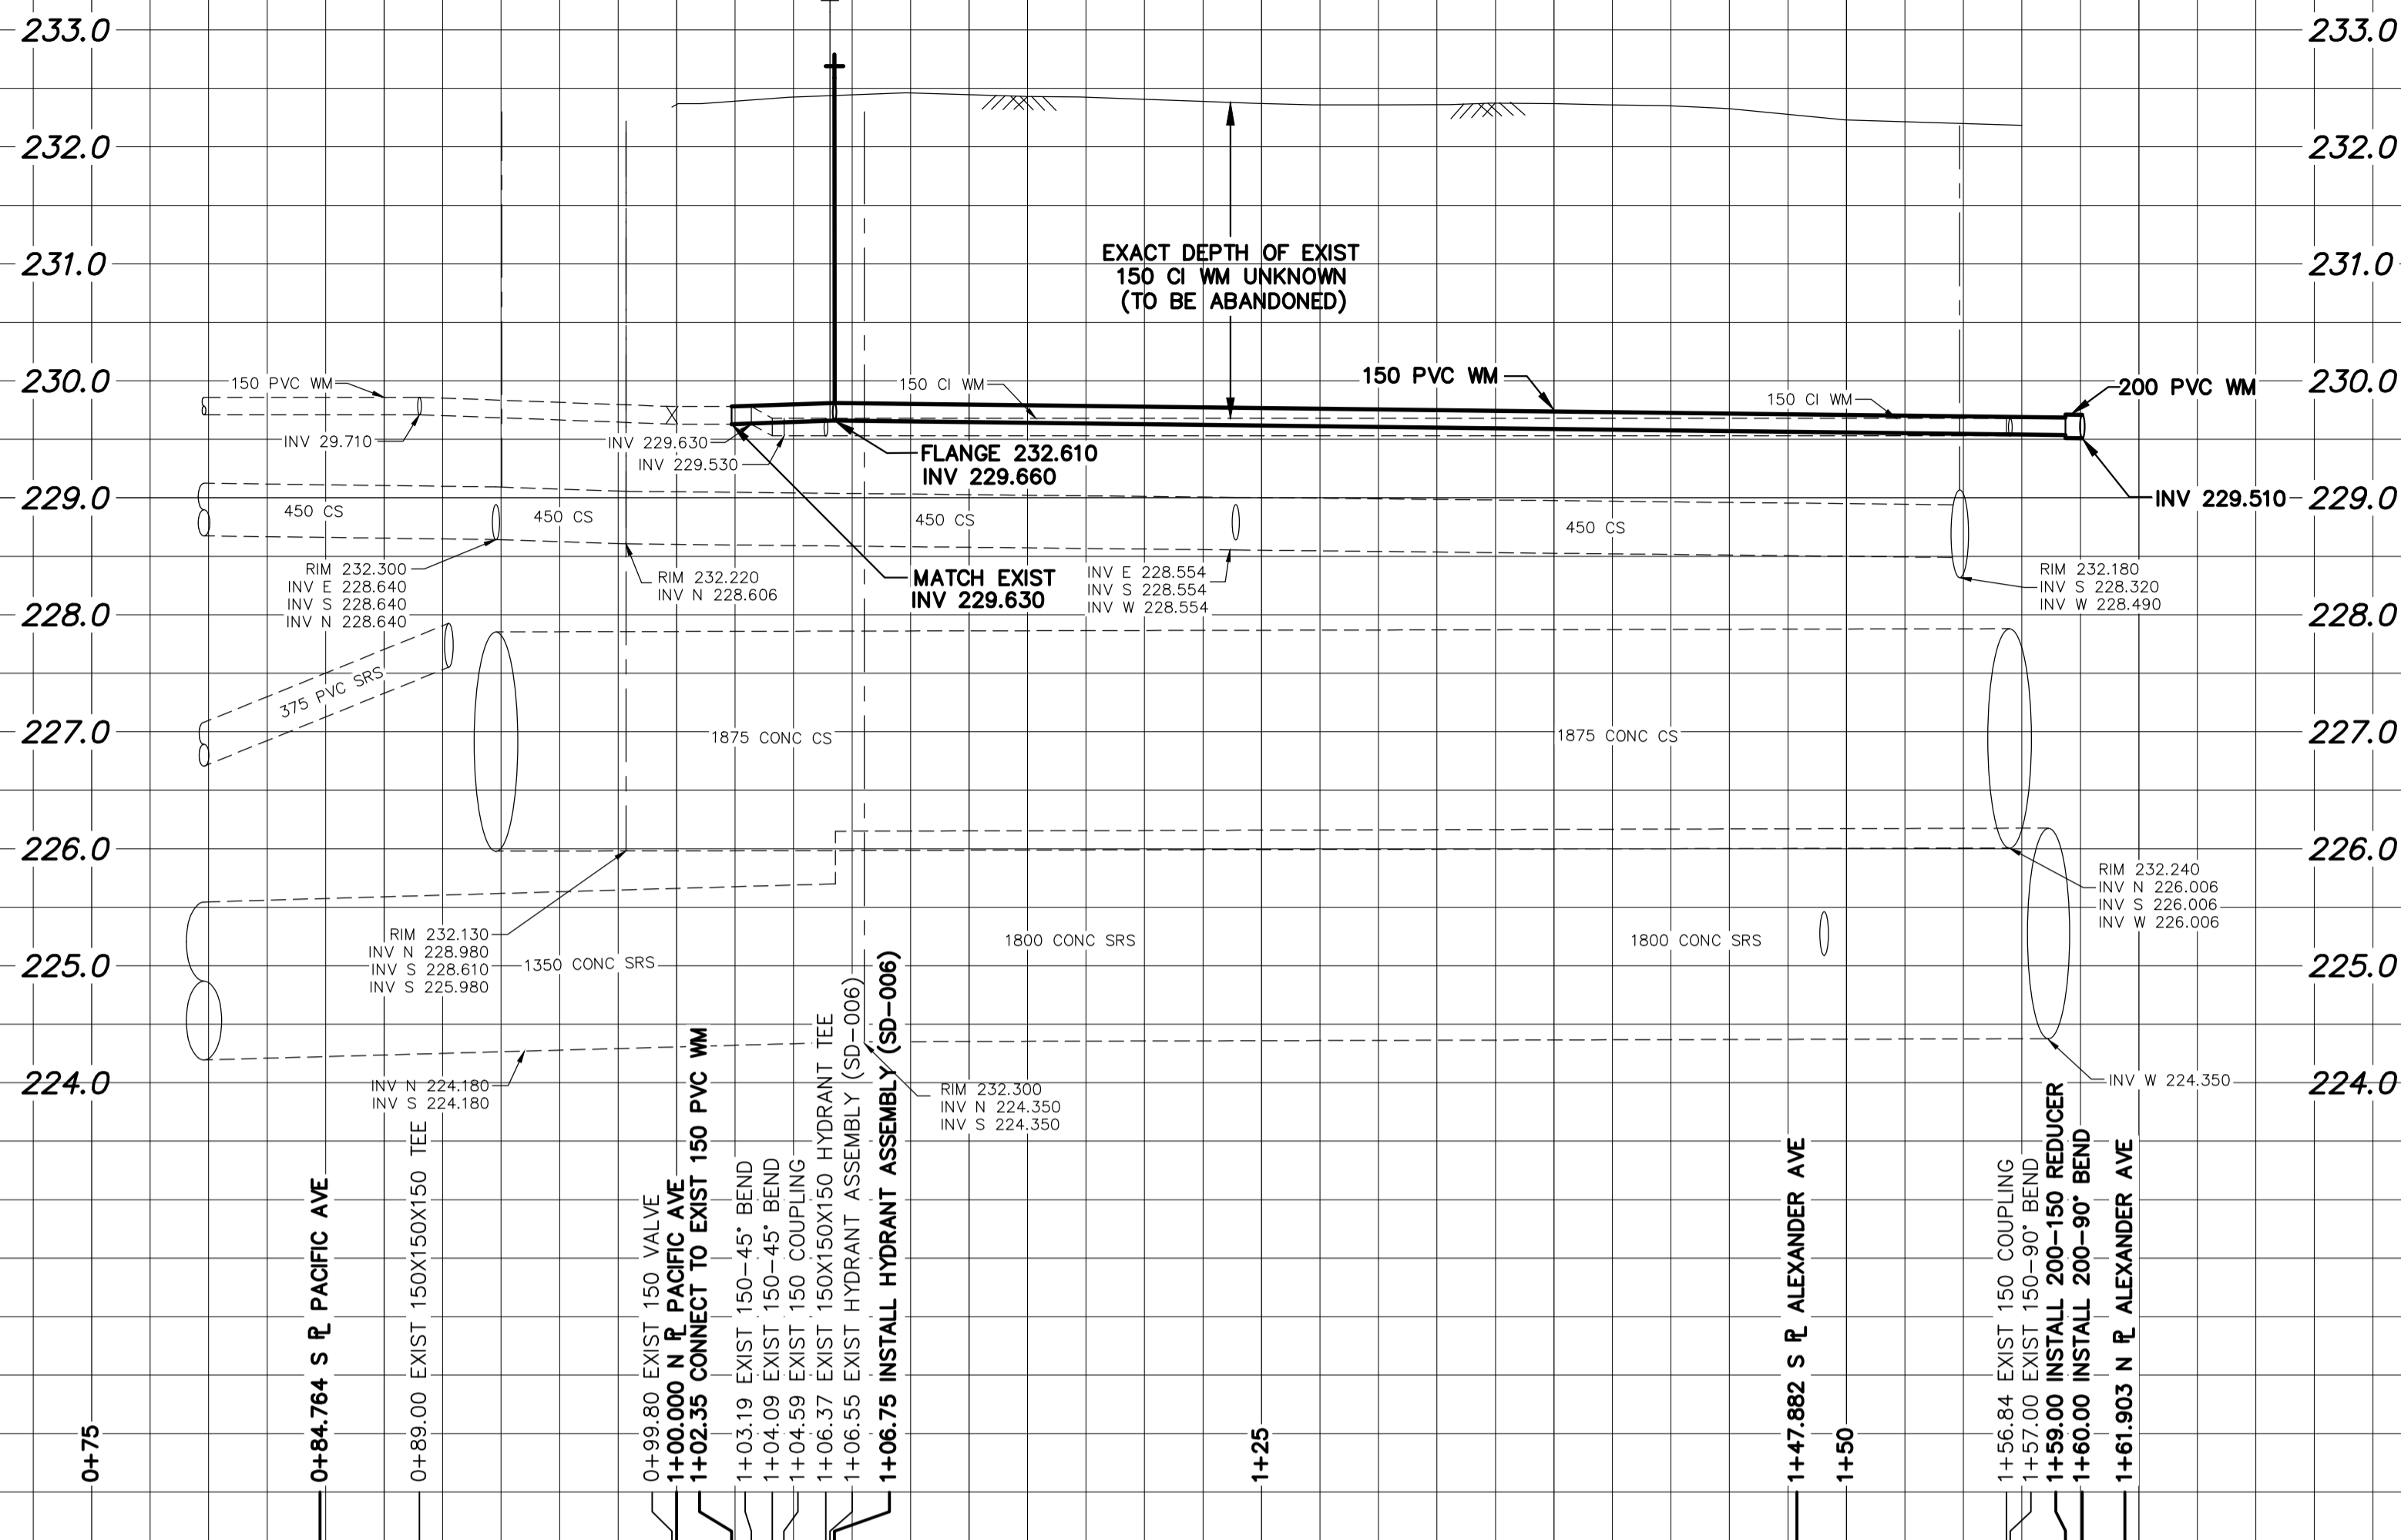 233.0
233.0
232.0
232.0
231.0
231.0
EXACT DEPTH OF EXIST
150 CI WM UNKNOWN
(TO BE ABANDONED)
230.0
230.0
150 PVC WM
150 CI WM
150 PVC WM
150 CI WM
200 PVC WM
INV 29.710
INV 229.630
INV 229.530
FLANGE 232.610
INV 229.660
229.0
229.0
INV 229.510
450 CS
450 CS
450 CS
450 CS
RIM 232.300
INV E 228.640
INV S 228.640
INV N 228.640
RIM 232.220
INV N 228.606
MATCH EXIST
INV 229.630
INV E 228.554
INV S 228.554
INV W 228.554
RIM 232.180
INV S 228.320
INV W 228.490
228.0
228.0
375 PVC SRS
227.0
227.0
1875 CONC CS
1875 CONC CS
226.0
226.0
RIM 232.240
INV N 226.006
INV S 226.006
INV W 226.006
RIM 232.130
INV N 228.980
INV S 228.610
INV S 225.980
1350 CONC SRS
1800 CONC SRS
1800 CONC SRS
225.0
225.0
224.0
224.0
INV N 224.180
INV S 224.180
RIM 232.300
INV N 224.350
INV S 224.350
INV W 224.350
0+75
0+84.764 S PL PACIFIC AVE
0+89.00 EXIST 150X150X150 TEE
0+99.80 EXIST 150 VALVE
1+00.000 N PL PACIFIC AVE
1+02.35 CONNECT TO EXIST 150 PVC WM
1+03.19 EXIST 150-45° BEND
1+04.09 EXIST 150-45° BEND
1+04.59 EXIST 150 COUPLING
1+06.37 EXIST 150X150X150 HYDRANT TEE
1+06.55 EXIST HYDRANT ASSEMBLY (SD-006)
1+06.75 INSTALL HYDRANT ASSEMBLY (SD-006)
1+25
1+47.882 S PL ALEXANDER AVE
1+50
1+56.84 EXIST 150 COUPLING
1+57.00 EXIST 150-90° BEND
1+59.00 INSTALL 200-150 REDUCER
1+60.00 INSTALL 200-90° BEND
1+61.903 N PL ALEXANDER AVE